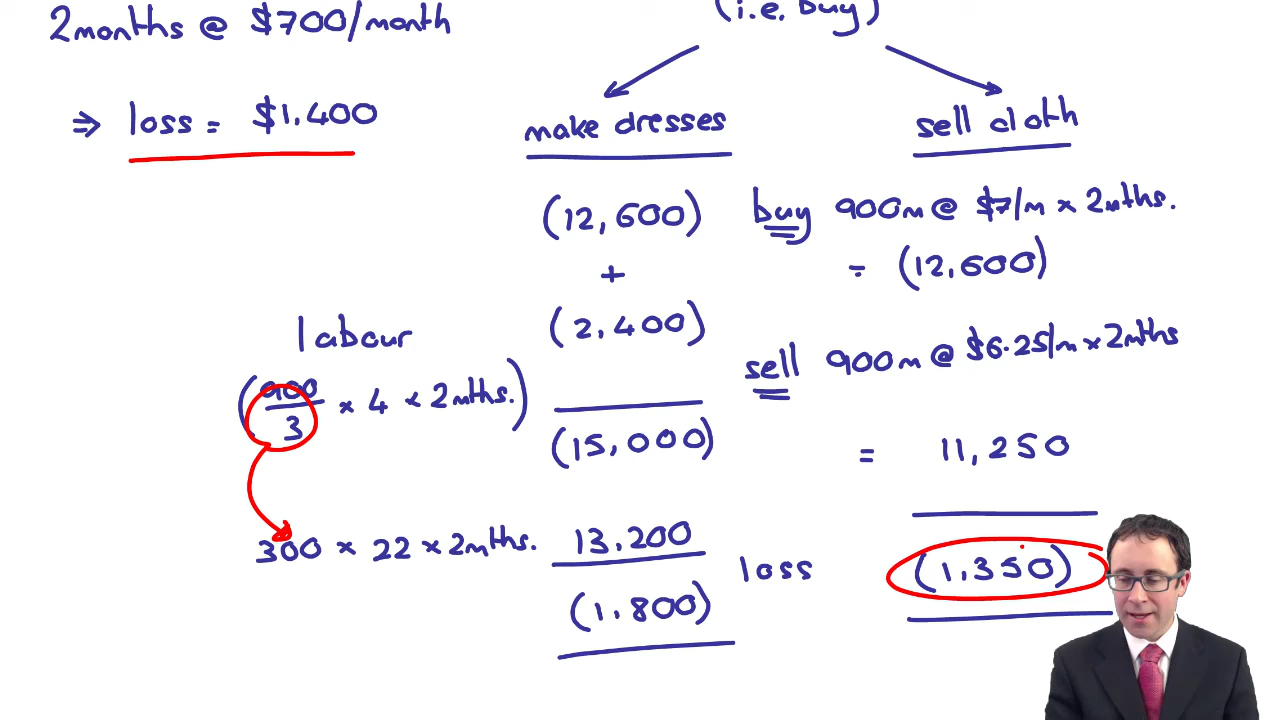 2months @ $700/month
(i.e. buy)
⇒ loss = $1,400
make dresses
sell cloth
(12,600)
buy 900m @ $7/m × 2mths.
+
= (12,600)
labour
(2,400)
sell 900m @ $6.25/m × 2mths
(900/3 × 4 × 2mths.)
(15,000)
= 11,250
300 × 22 × 2mths.
13,200
loss
(1,350)
(1,800)